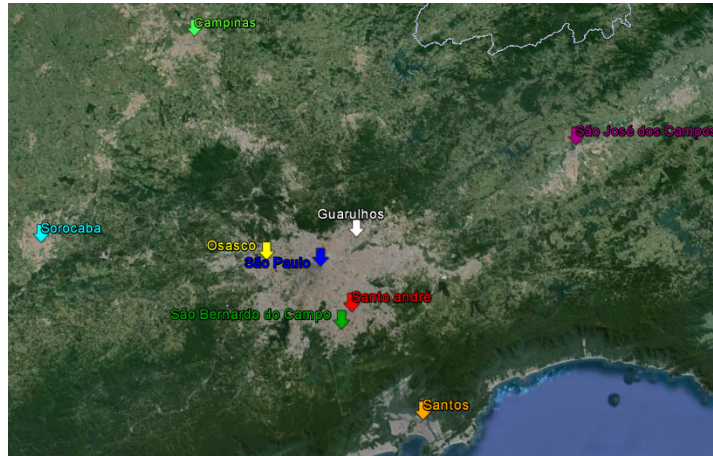 Campinas
São José dos Campos
Guarulhos
Sorocaba
Osasco
São Paulo
Santo andré
São Bernardo do Campo
Santos